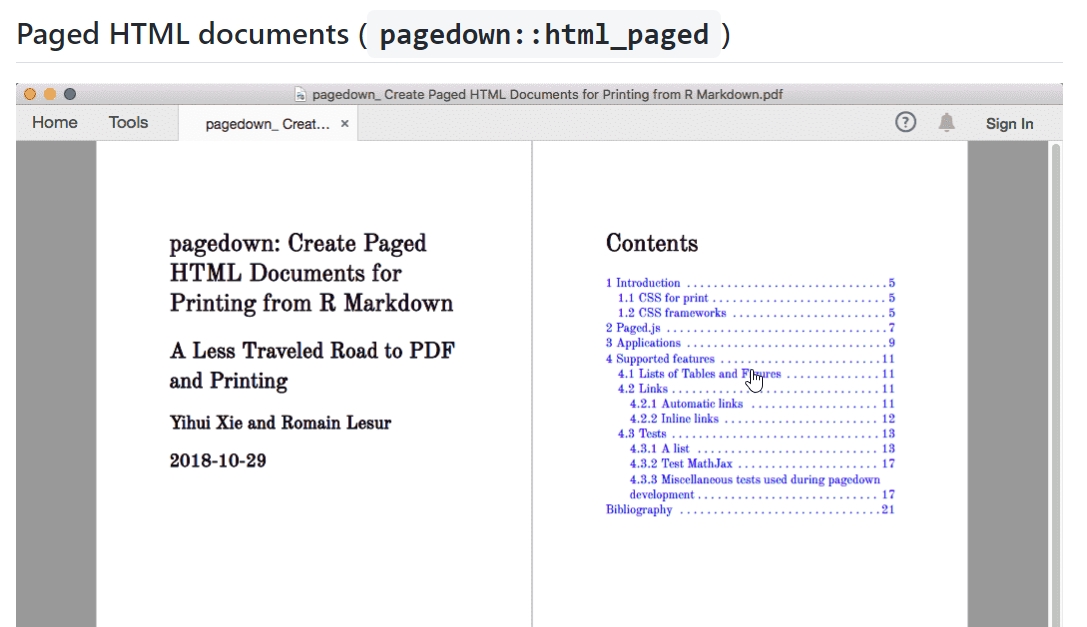 Paged HTML documents ( pagedown::html_paged )
pagedown_ Create Paged HTML Documents for Printing from R Markdown.pdf
Home Tools pagedown_ Creat... × ? Sign In
pagedown: Create Paged
HTML Documents for
Printing from R Markdown
A Less Traveled Road to PDF
and Printing
Yihui Xie and Romain Lesur
2018-10-29
Contents
1 Introduction . . . . . . . . . . . . . . . . . . . . . . . . . . . . . 5
1.1 CSS for print . . . . . . . . . . . . . . . . . . . . . . . . . 5
1.2 CSS frameworks . . . . . . . . . . . . . . . . . . . . . . 5
2 Paged.js . . . . . . . . . . . . . . . . . . . . . . . . . . . . . . . . 7
3 Applications . . . . . . . . . . . . . . . . . . . . . . . . . . . . . 9
4 Supported features . . . . . . . . . . . . . . . . . . . . . . . 11
4.1 Lists of Tables and Figures . . . . . . . . . . . . . . 11
4.2 Links . . . . . . . . . . . . . . . . . . . . . . . . . . . . . . . 11
4.2.1 Automatic links . . . . . . . . . . . . . . . . . . . 11
4.2.2 Inline links . . . . . . . . . . . . . . . . . . . . . . . 12
4.3 Tests . . . . . . . . . . . . . . . . . . . . . . . . . . . . . . . 13
4.3.1 A list . . . . . . . . . . . . . . . . . . . . . . . . . . . 13
4.3.2 Test MathJax . . . . . . . . . . . . . . . . . . . . . 17
4.3.3 Miscellaneous tests used during pagedown
development . . . . . . . . . . . . . . . . . . . . . . . . . . 17
Bibliography . . . . . . . . . . . . . . . . . . . . . . . . . . . . . 21